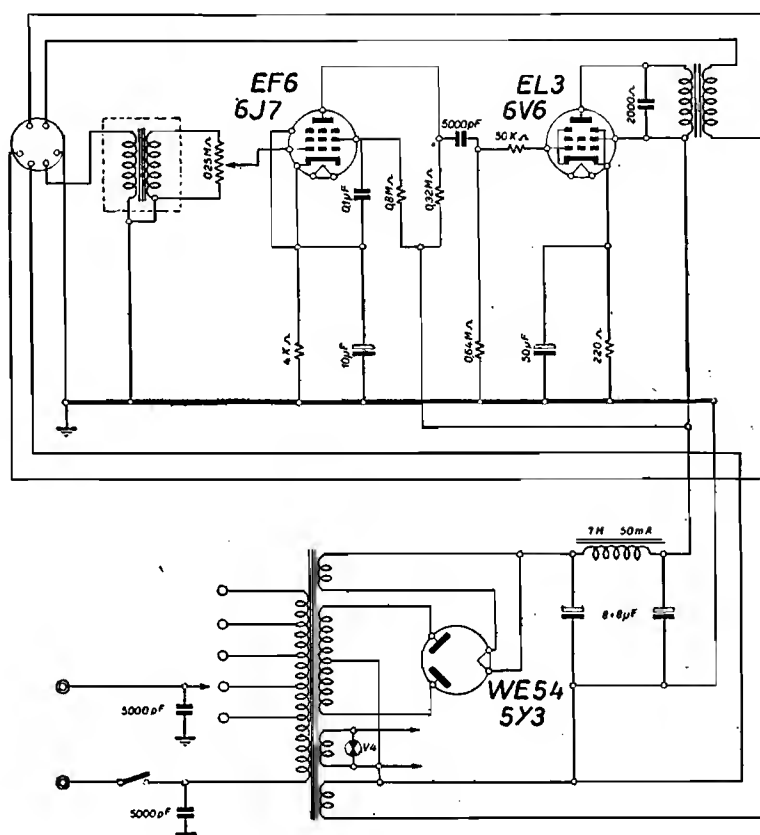 EF6
6J7
EL3
6V6
0,25MΩ
0,1µF
0,8MΩ
0,32MΩ
5000pF
50KΩ
2000Ω
4KΩ
10µF
0,64MΩ
50µF
220Ω
7H 50mA
8+8µF
WE54
5Y3
V4
5000pF
5000pF